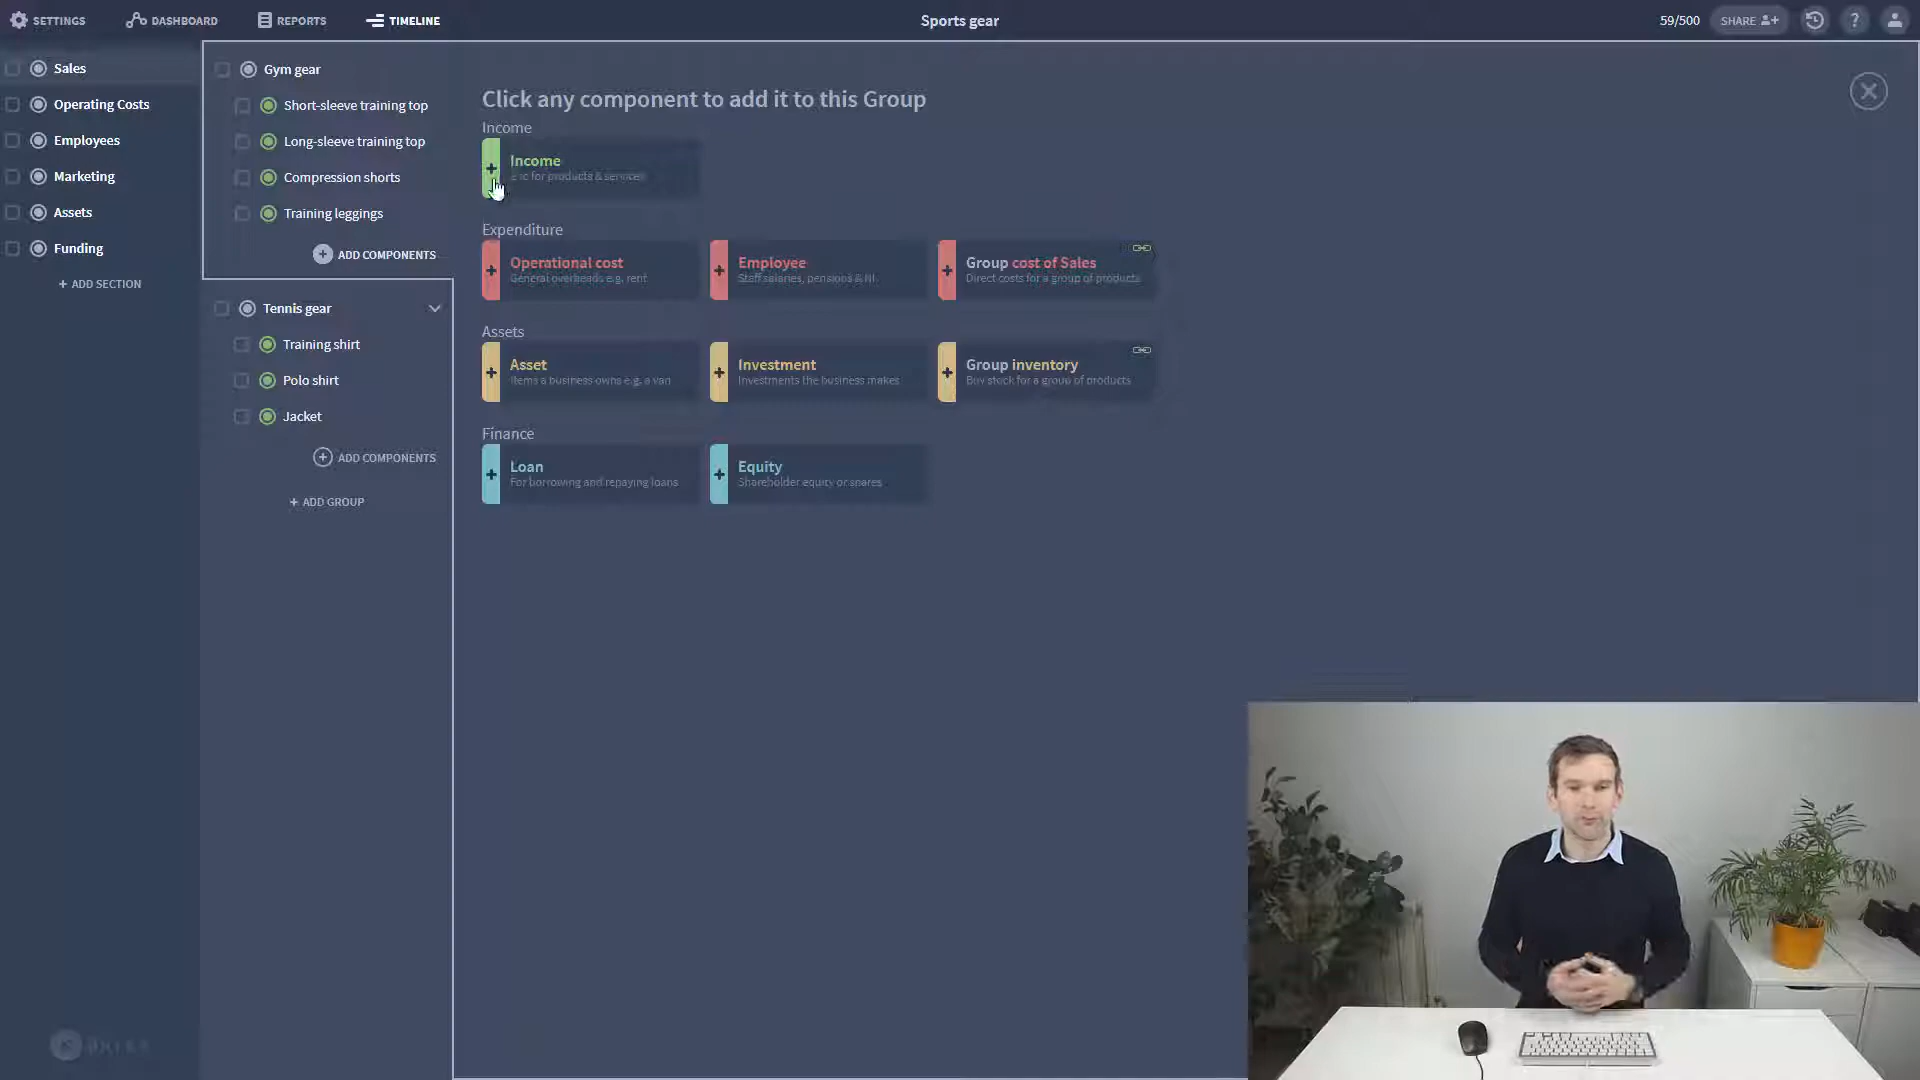 SETTINGS
DASHBOARD
REPORTS
TIMELINE
Sports gear
59/500
SHARE
?
Sales
Operating Costs
Employees
Marketing
Assets
Funding
+ ADD SECTION
Gym gear
Short-sleeve training top
Long-sleeve training top
Compression shorts
Training leggings
+ ADD COMPONENTS
Tennis gear
Training shirt
Polo shirt
Jacket
+ ADD COMPONENTS
+ ADD GROUP
Click any component to add it to this Group
Income
+ Income
for products & services
Expenditure
+ Operational cost
General overheads e.g. rent
+ Employee
Staff salaries, pensions & NI
+ Group cost of Sales
Direct costs for a group of products
Assets
+ Asset
Items a business owns e.g. a van
+ Investment
Investments the business makes
+ Group inventory
Buy stock for a group of products
Finance
+ Loan
For borrowing and repaying loans
+ Equity
Shareholder equity or shares